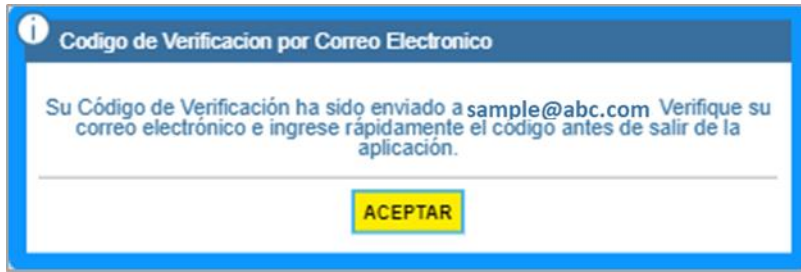 Codigo de Verificacion por Correo Electronico
Su Código de Verificación ha sido enviado a sample@abc.com Verifique su
correo electrónico e ingrese rápidamente el código antes de salir de la
aplicación.
ACEPTAR